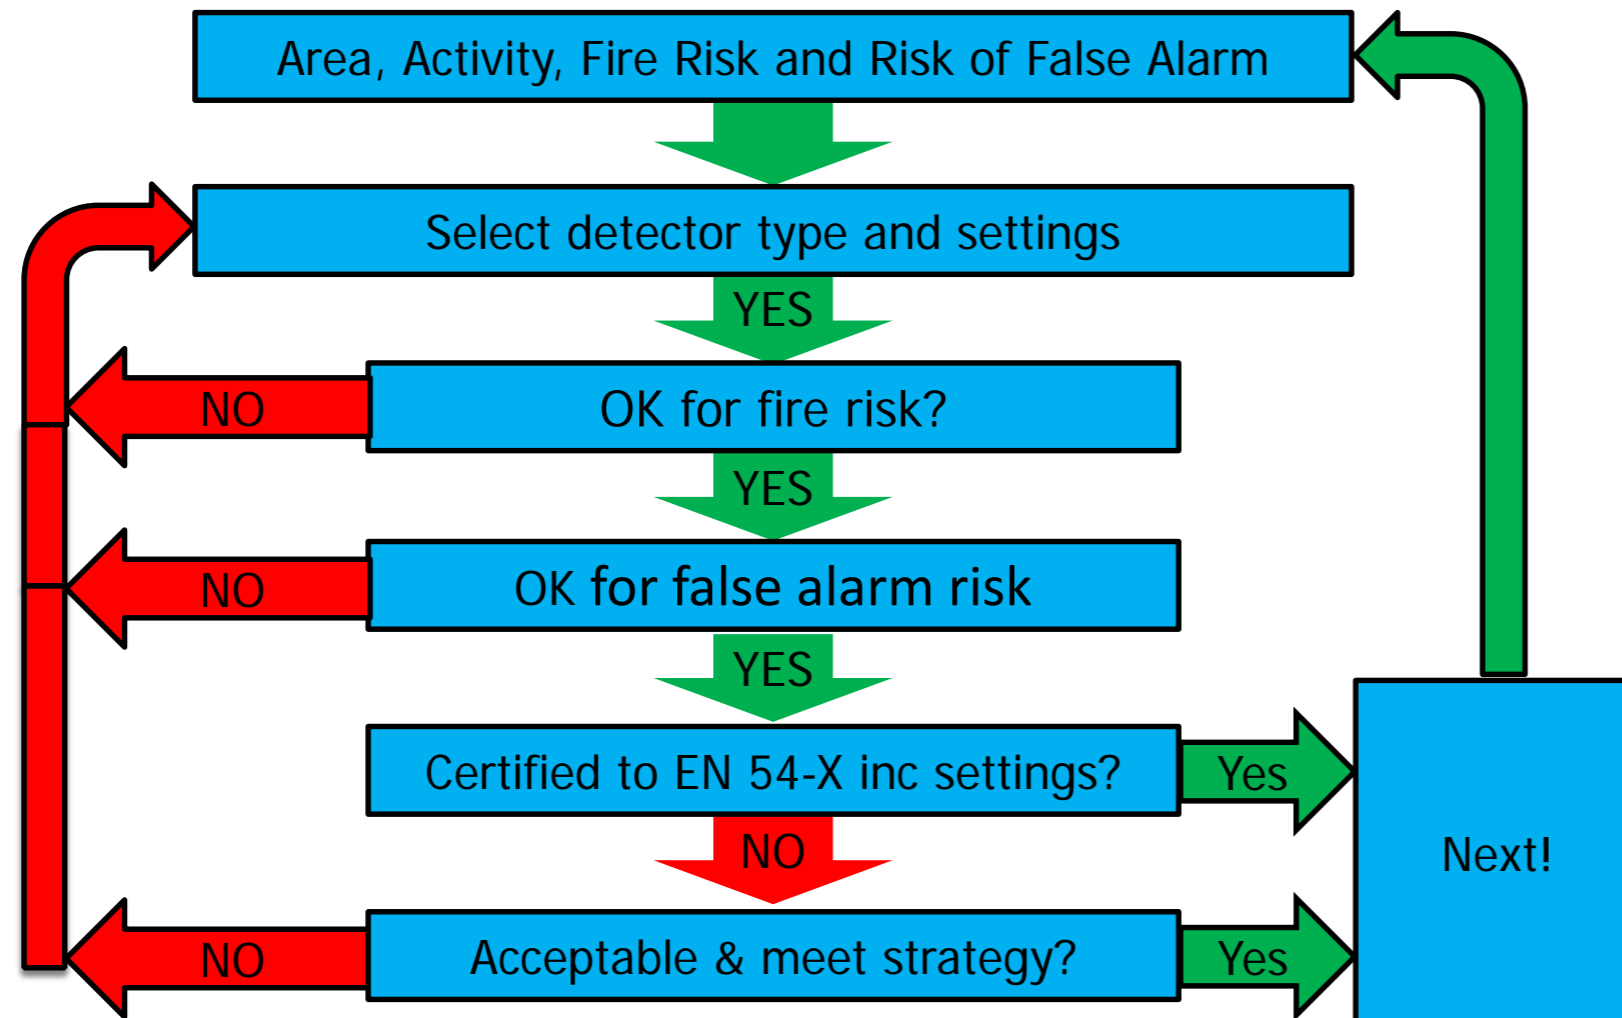 Area, Activity, Fire Risk and Risk of False Alarm
Select detector type and settings
YES
NO
OK for fire risk?
YES
NO
OK for false alarm risk
YES
Certified to EN 54-X inc settings?
Yes
NO
Next!
NO
Acceptable & meet strategy?
Yes